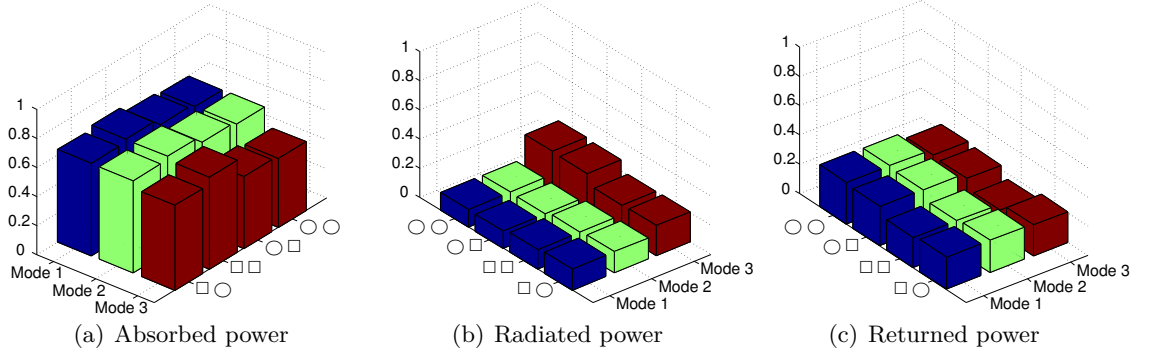 1
0.8
0.6
0.4
0.2
0
Mode 1
Mode 2
Mode 3
□○
□□
○□
○○
(a) Absorbed power
1
0.8
0.6
0.4
0.2
0
○○
○□
□□
□○
Mode 1
Mode 2
Mode 3
(b) Radiated power
1
0.8
0.6
0.4
0.2
0
○○
○□
□□
□○
Mode 1
Mode 2
Mode 3
(c) Returned power